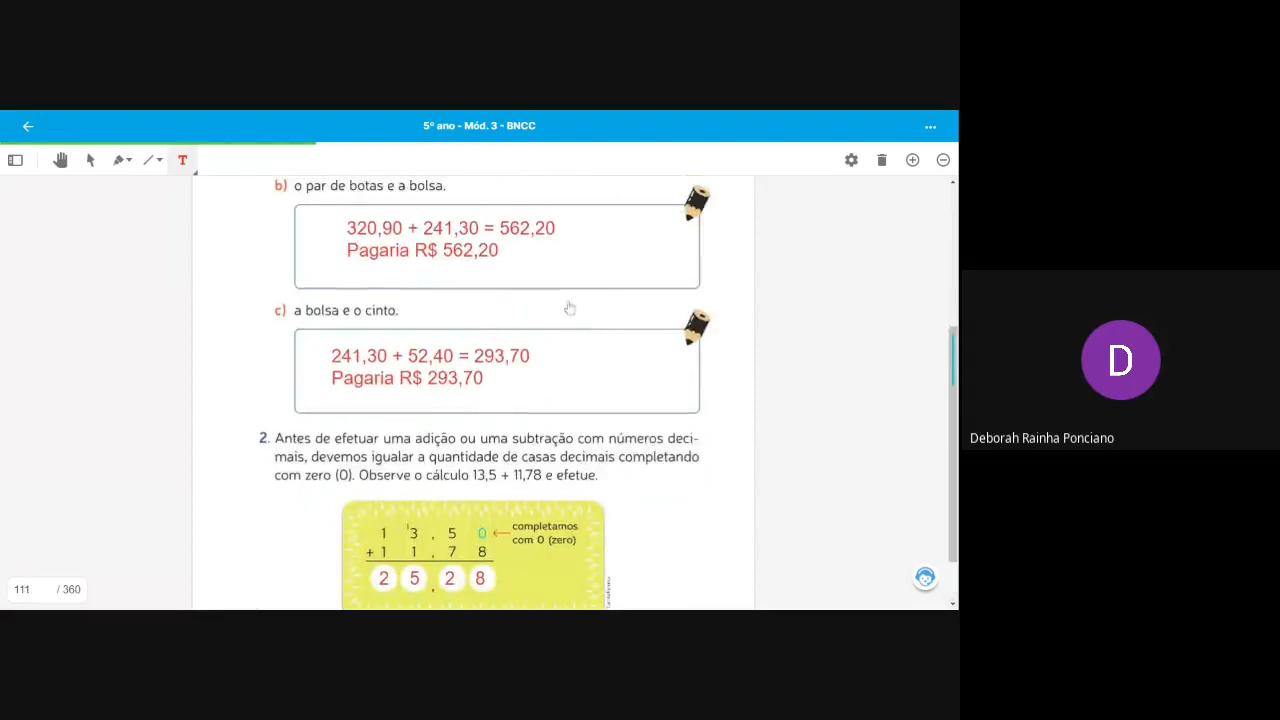 5º ano - Mód. 3 - BNCC
T
b) o par de botas e a bolsa.
320,90 + 241,30 = 562,20
Pagaria R$ 562,20
c) a bolsa e o cinto.
241,30 + 52,40 = 293,70
Pagaria R$ 293,70
2. Antes de efetuar uma adição ou uma subtração com números deci-
mais, devemos igualar a quantidade de casas decimais completando
com zero (0). Observe o cálculo 13,5 + 11,78 e efetue.
1 ¹3 , 5 0
completamos
com 0 (zero)
+ 1 1 , 7 8
2 5 , 2 8
111 / 360
D
Deborah Rainha Ponciano